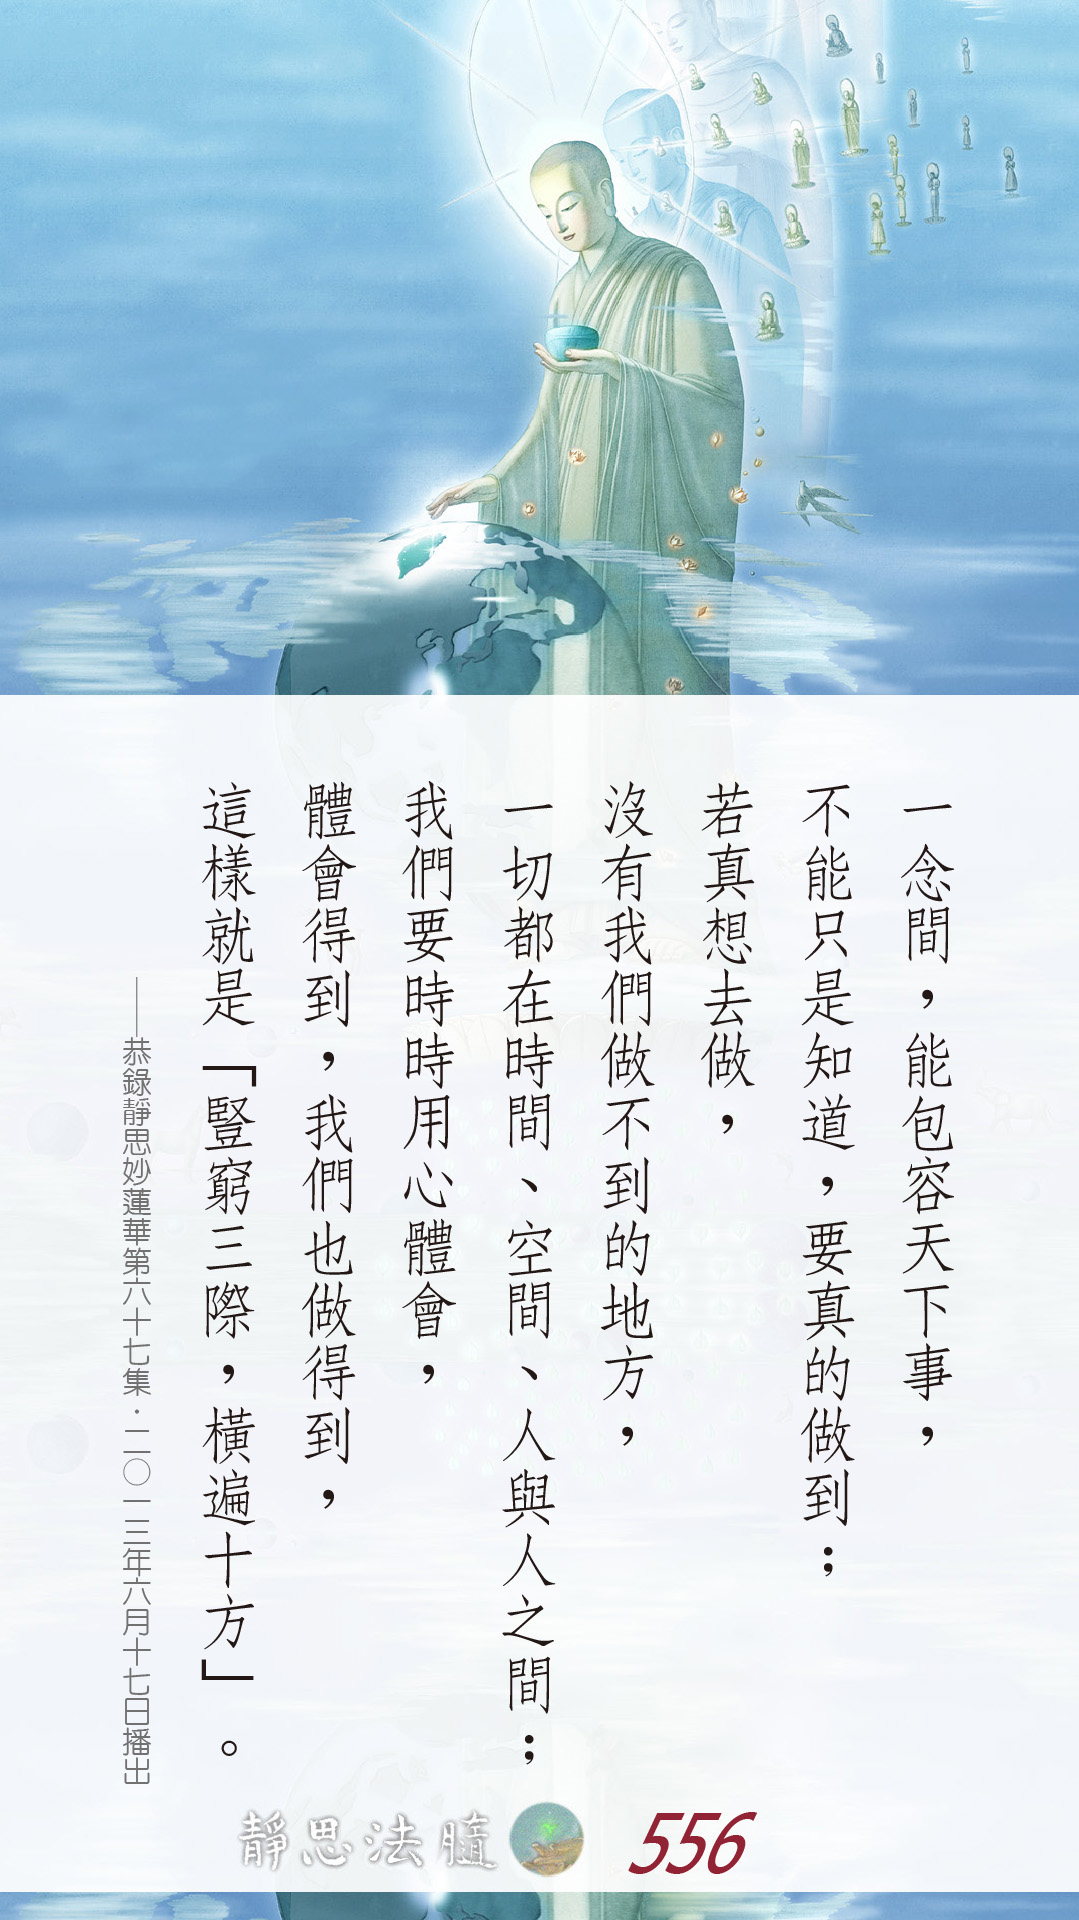 一念間，能包容天下事，
不能只是知道，要真的做到；
若真想去做，
沒有我們做不到的地方，
一切都在時間、空間、人與人之間；
我們要時時用心體會，
體會得到，我們也做得到，
這樣就是「豎窮三際，橫遍十方」。
——恭錄靜思妙蓮華第六十七集．二〇一三年六月十七日播出
靜思法髓
556